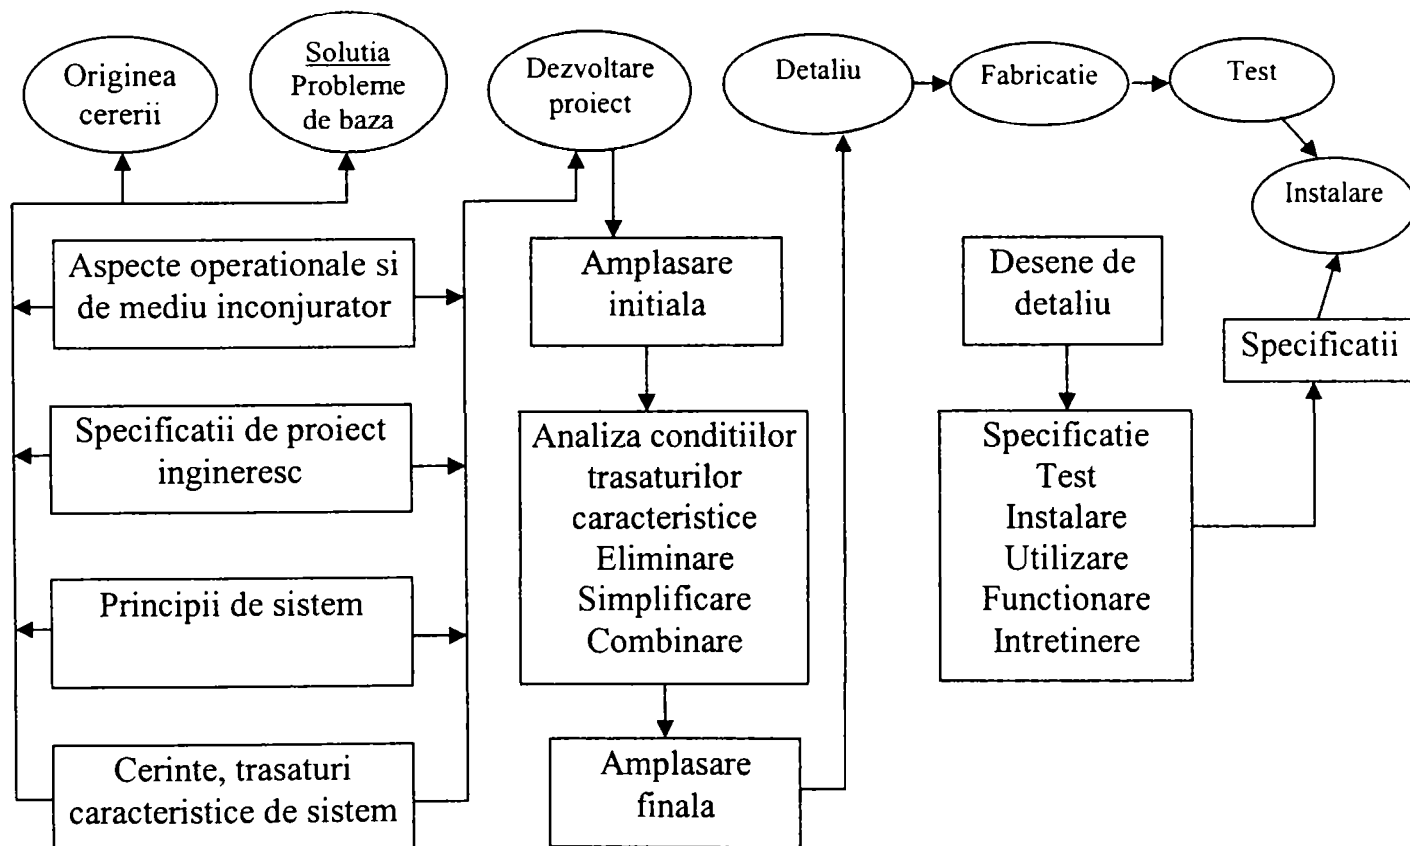 Originea
cererii
Solutia
Probleme
de baza
Dezvoltare
proiect
Detaliu
Fabricatie
Test
Instalare
Aspecte operationale si
de mediu inconjurator
Specificatii de proiect
ingineresc
Principii de sistem
Cerinte, trasaturi
caracteristice de sistem
Amplasare
initiala
Analiza conditiilor
trasaturilor
caracteristice
Eliminare
Simplificare
Combinare
Amplasare
finala
Desene de
detaliu
Specificatie
Test
Instalare
Utilizare
Functionare
Intretinere
Specificatii